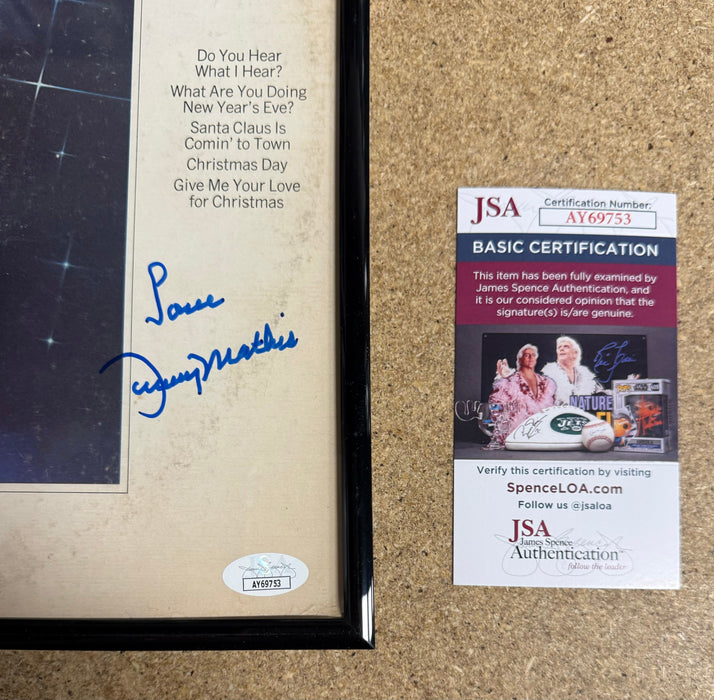 Do You Hear
What I Hear?
What Are You Doing
New Year's Eve?
Santa Claus Is
Comin' to Town
Christmas Day
Give Me Your Love
for Christmas
Love
Johnny Mathis
AY69753
JSA
Certification Number:
AY69753
BASIC CERTIFICATION
This item has been fully examined by
James Spence Authentication, and
it is our considered opinion that the
signature(s) is/are genuine.
NATURE
JETS
Verify this certification by visiting
SpenceLOA.com
Follow us @jsaloa
JSA
James Spence
Authentication
follow the leader